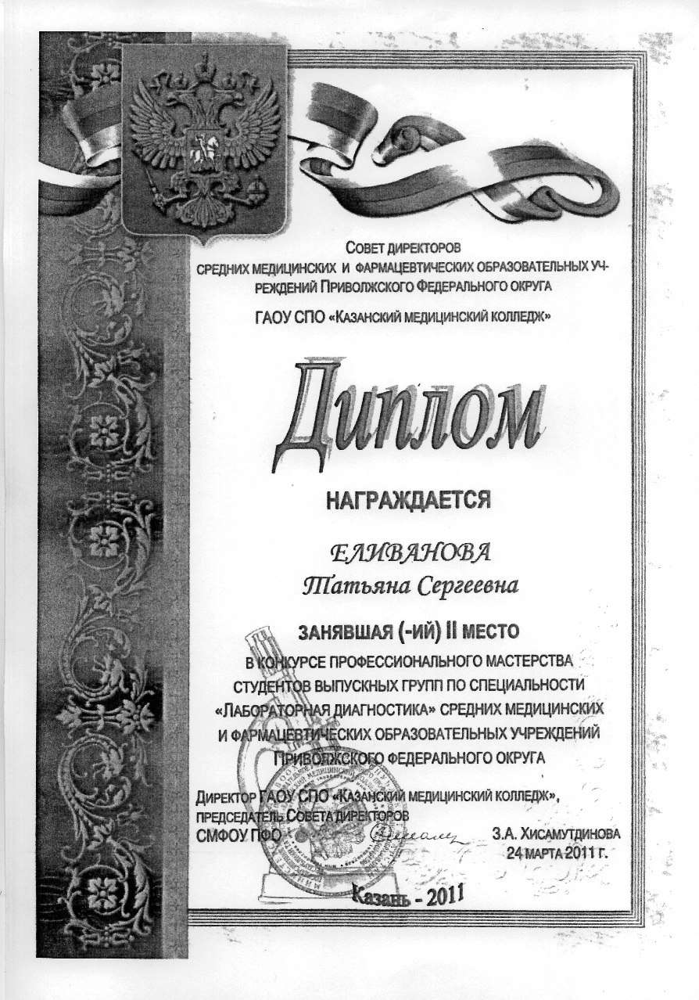 Совет директоров
средних медицинских и фармацевтических образовательных уч-
реждений Приволжского Федерального округа
ГАОУ СПО «Казанский медицинский колледж»
Диплом
НАГРАЖДАЕТСЯ
ЕЛИВАНОВА
Татьяна Сергеевна
ЗАНЯВШАЯ (-ИЙ) II МЕСТО
В КОНКУРСЕ ПРОФЕССИОНАЛЬНОГО МАСТЕРСТВА
СТУДЕНТОВ ВЫПУСКНЫХ ГРУПП ПО СПЕЦИАЛЬНОСТИ
«ЛАБОРАТОРНАЯ ДИАГНОСТИКА» СРЕДНИХ МЕДИЦИНСКИХ
И ФАРМАЦЕВТИЧЕСКИХ ОБРАЗОВАТЕЛЬНЫХ УЧРЕЖДЕНИЙ
ПРИВОЛЖСКОГО ФЕДЕРАЛЬНОГО ОКРУГА
Директор ГАОУ СПО «Казанский медицинский колледж»,
председатель Совета директоров
СМФОУ ПФО З.А. Хисамутдинова
24 марта 2011 г.
Казань - 2011